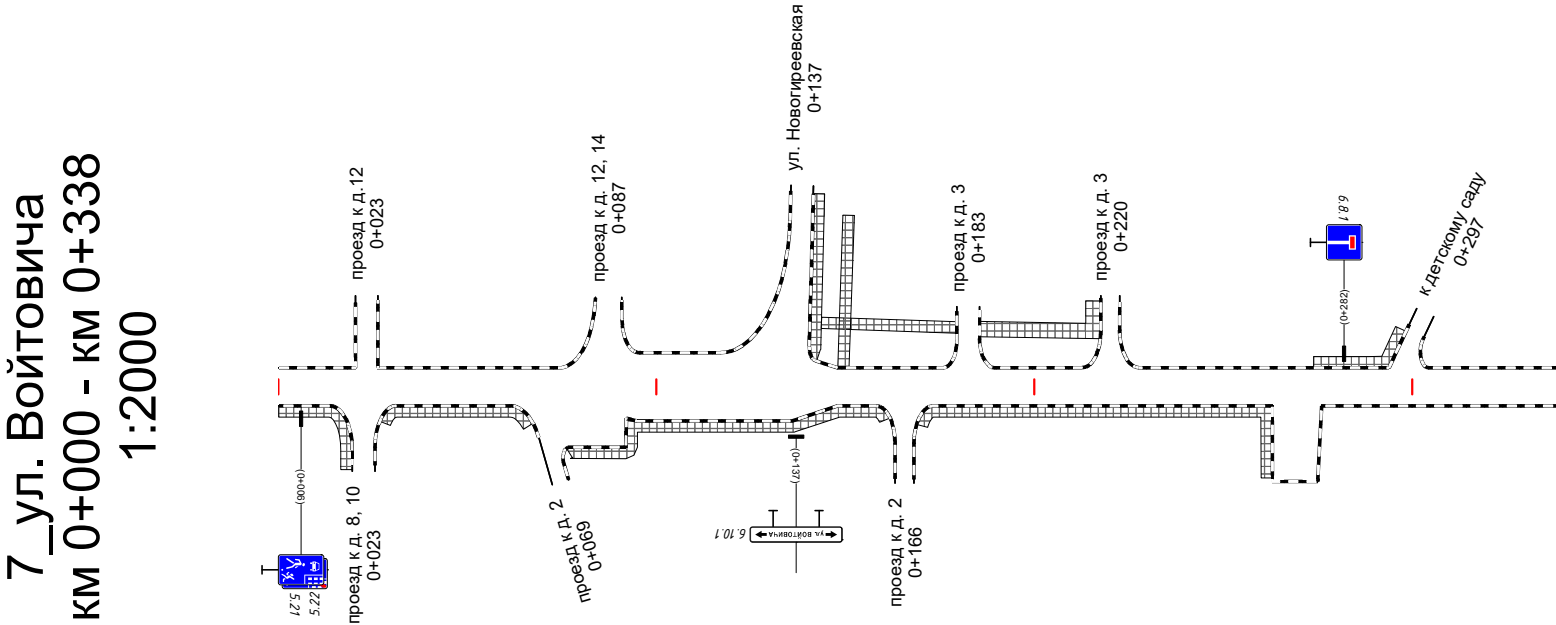 7_ул. Войтовича
км 0+000 - км 0+338
1:2000
проезд к д.12
0+023
проезд к д. 12, 14
0+087
ул. Новогиреевская
0+137
проезд к д. 3
0+183
проезд к д. 3
0+220
6.8.1
(0+282)
к детскому саду
0+297
(0+006)
5.21
5.22
проезд к д. 8, 10
0+023
проезд к д. 2
0+069
(0+137)
6.10.1
ул. ВОЙТОВИЧА
проезд к д. 2
0+166